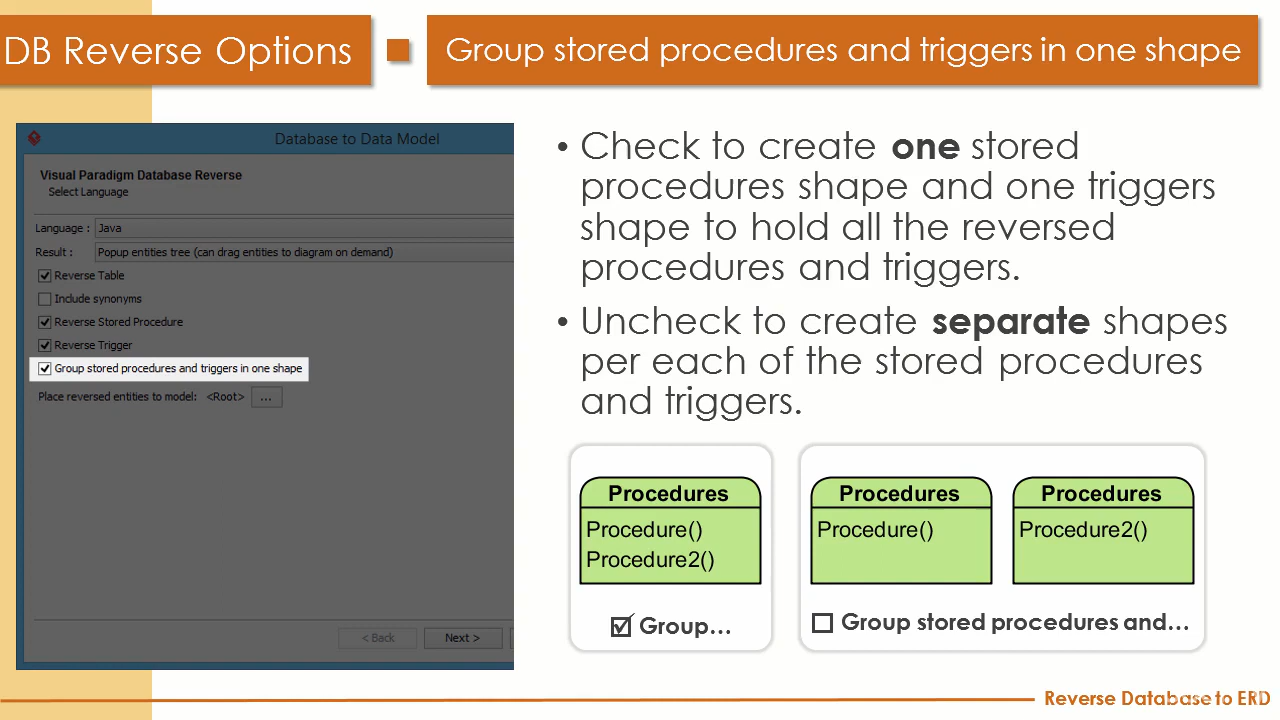 DB Reverse Options
Group stored procedures and triggers in one shape
Database to Data Model
Visual Paradigm Database Reverse
Select Language
Language : Java
Result : Popup entities tree (can drag entities to diagram on demand)
Reverse Table
Include synonyms
Reverse Stored Procedure
Reverse Trigger
Group stored procedures and triggers in one shape
Place reversed entities to model: <Root> ...
< Back Next >
• Check to create one stored
procedures shape and one triggers
shape to hold all the reversed
procedures and triggers.
• Uncheck to create separate shapes
per each of the stored procedures
and triggers.
Procedures
Procedure()
Procedure2()
Group...
Procedures
Procedure()
Procedures
Procedure2()
Group stored procedures and...
Reverse Database to ERD